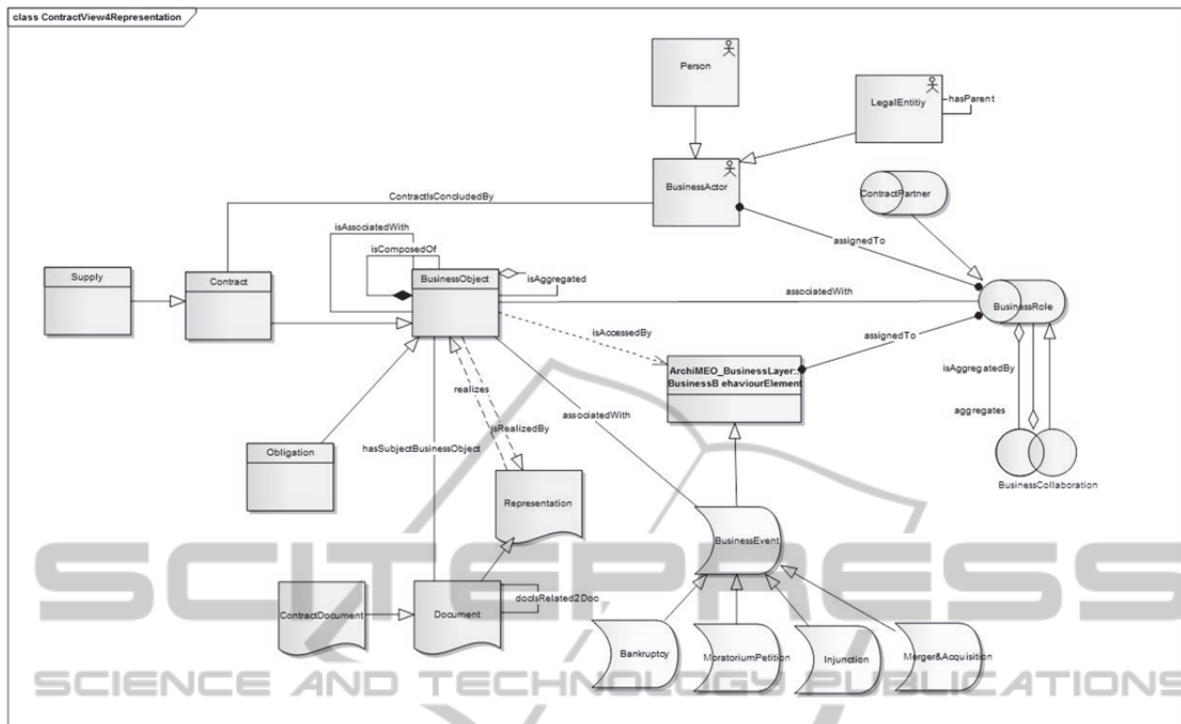 class ContractView4Representation
Person
LegalEntitiy
hasParent
BusinessActor
ContractPartner
ContractIsConcludedBy
isAssociatedWith
isComposedOf
assignedTo
Supply
Contract
BusinessObject
isAggregated
associatedWith
BusinessRole
isAccessedBy
assignedTo
ArchiMEO_BusinessLayer::
BusinessB ehaviourElement
isAggregatedBy
realizes
associatedWith
aggregates
isRealizedBy
Obligation
hasSubjectBusinessObject
BusinessCollaboration
Representation
BusinessEvent
SCITEPRESS
ContractDocument
Document
docIsRelated2Doc
Bankruptcy
MoratoriumPetition
Injunction
Merger&Acquisition
SCIENCE AND TECHNOLOGY PUBLICATIONS